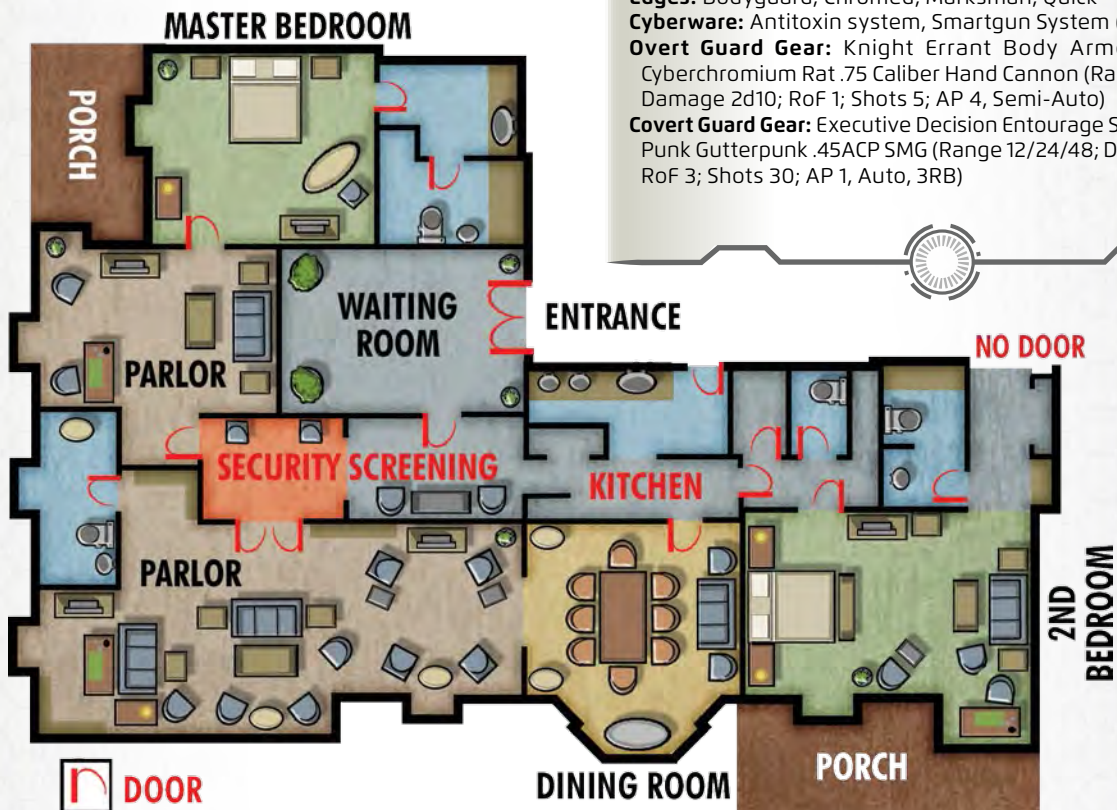 Edges: Bodyguard, Chromed, Marksman, Quick
Cyberware: Antitoxin system, Smartgun System
Overt Guard Gear: Knight Errant Body
Cyberchromium Rat .75 Caliber Hand Cannon
Damage 2d10; RoF 1; Shots 5; AP 4, Semi-Auto)
Covert Guard Gear: Executive Decision Entourage
Punk Gutterpunk .45ACP SMG (Range 12/24/48;
RoF 3; Shots 30; AP 1, Auto, 3RB)
MASTER BEDROOM
PORCH
WAITING
ROOM
ENTRANCE
NO DOOR
PARLOR
SECURITY SCREENING
KITCHEN
PARLOR
2ND
BEDROOM
DINING ROOM
PORCH
DOOR